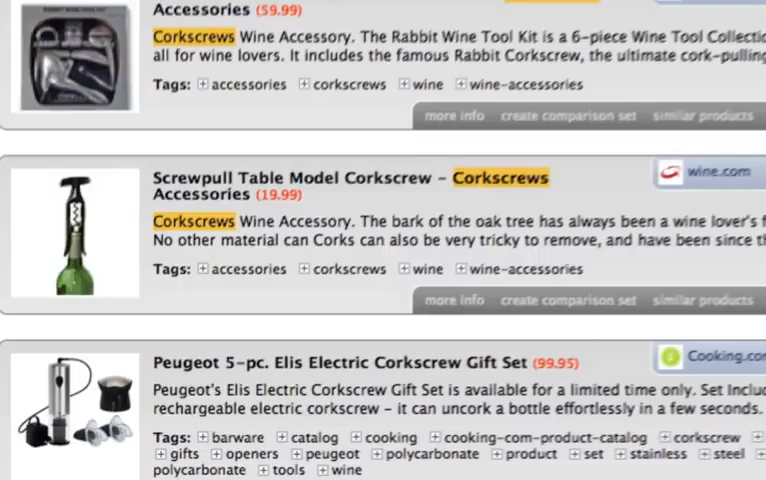 Accessories (59.99)
Corkscrews Wine Accessory. The Rabbit Wine Tool Kit is a 6-piece Wine Tool
all for wine lovers. It includes the famous Rabbit Corkscrew, the ultimate cork-pulling
Tags: accessories corkscrews wine wine-accessories
more info create comparison set similar products
Screwpull Table Model Corkscrew – Corkscrews
wine.com
Accessories (19.99)
Corkscrews Wine Accessory. The bark of the oak tree has always been a wine lover's
No other material can Corks can also be very tricky to remove, and have been since
Tags: accessories corkscrews wine wine-accessories
more info create comparison set similar products
Peugeot 5-pc. Elis Electric Corkscrew Gift Set (99.95)
Cooking.co
Peugeot's Elis Electric Corkscrew Gift Set is available for a limited time only. Set
rechargeable electric corkscrew – it can uncork a bottle effortlessly in a few seconds.
Tags: barware catalog cooking cooking-com-product-catalog corkscrew
gifts openers peugeot polycarbonate product set stainless steel
polycarbonate tools wine